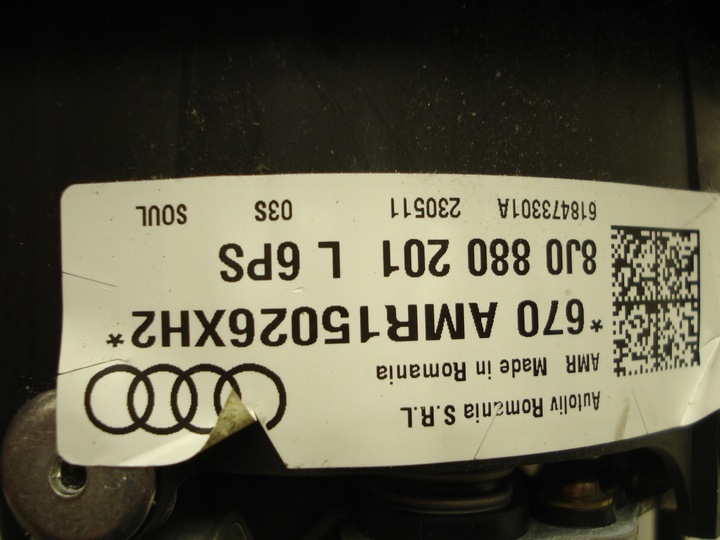 Autoliv Romania S.R.L
AMR Made in Romania
*670 AMR15026XH2*
8J0 880 201 L 6PS
618473301A 230511 03S SOUL